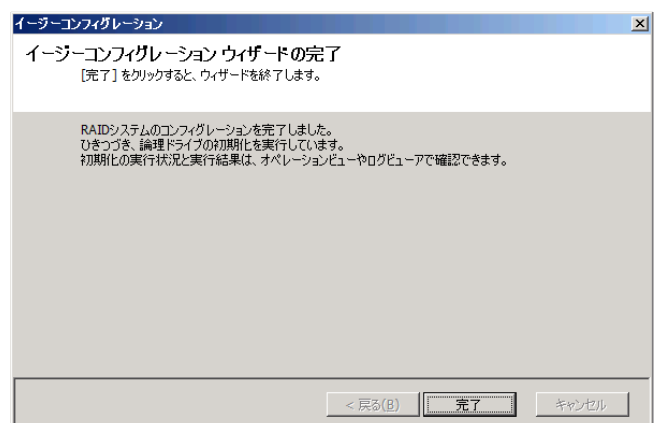 イージーコンフィグレーション
イージーコンフィグレーション ウィザードの完了
[完了] をクリックすると、ウィザードを終了します。
RAIDシステムのコンフィグレーションを完了しました。
ひきつづき、論理ドライブの初期化を実行しています。
初期化の実行状況と実行結果は、オペレーションビューやログビューアで確認できます。
< 戻る(B) 完了 キャンセル